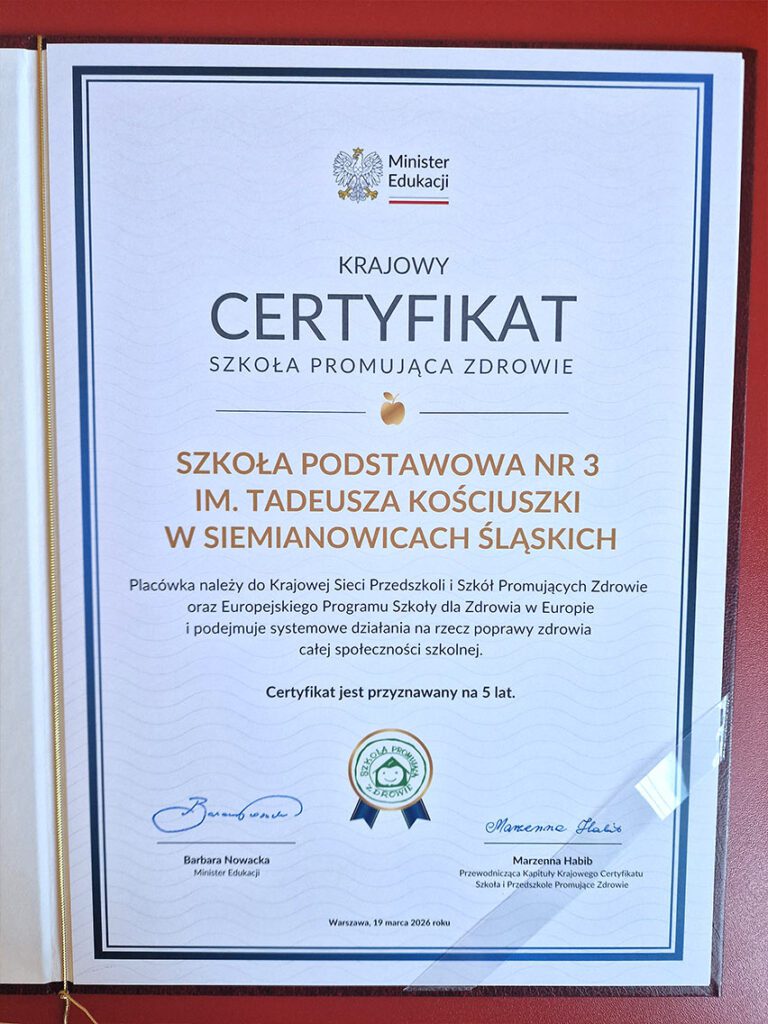 Minister
Edukacji
KRAJOWY
CERTYFIKAT
SZKOŁA PROMUJĄCA ZDROWIE
SZKOŁA PODSTAWOWA NR 3
IM. TADEUSZA KOŚCIUSZKI
W SIEMIANOWICACH ŚLĄSKICH
Placówka należy do Krajowej Sieci Przedszkoli i Szkół Promujących Zdrowie
oraz Europejskiego Programu Szkoły dla Zdrowia w Europie
i podejmuje systemowe działania na rzecz poprawy zdrowia
całej społeczności szkolnej.
Certyfikat jest przyznawany na 5 lat.
SZKOŁA PROMUJĄCA
ZDROWIE
Marzenna Habib
Barbara Nowacka
Minister Edukacji
Marzenna Habib
Przewodnicząca Kapituły Krajowego Certyfikatu
Szkoła i Przedszkole Promujące Zdrowie
Warszawa, 19 marca 2026 roku